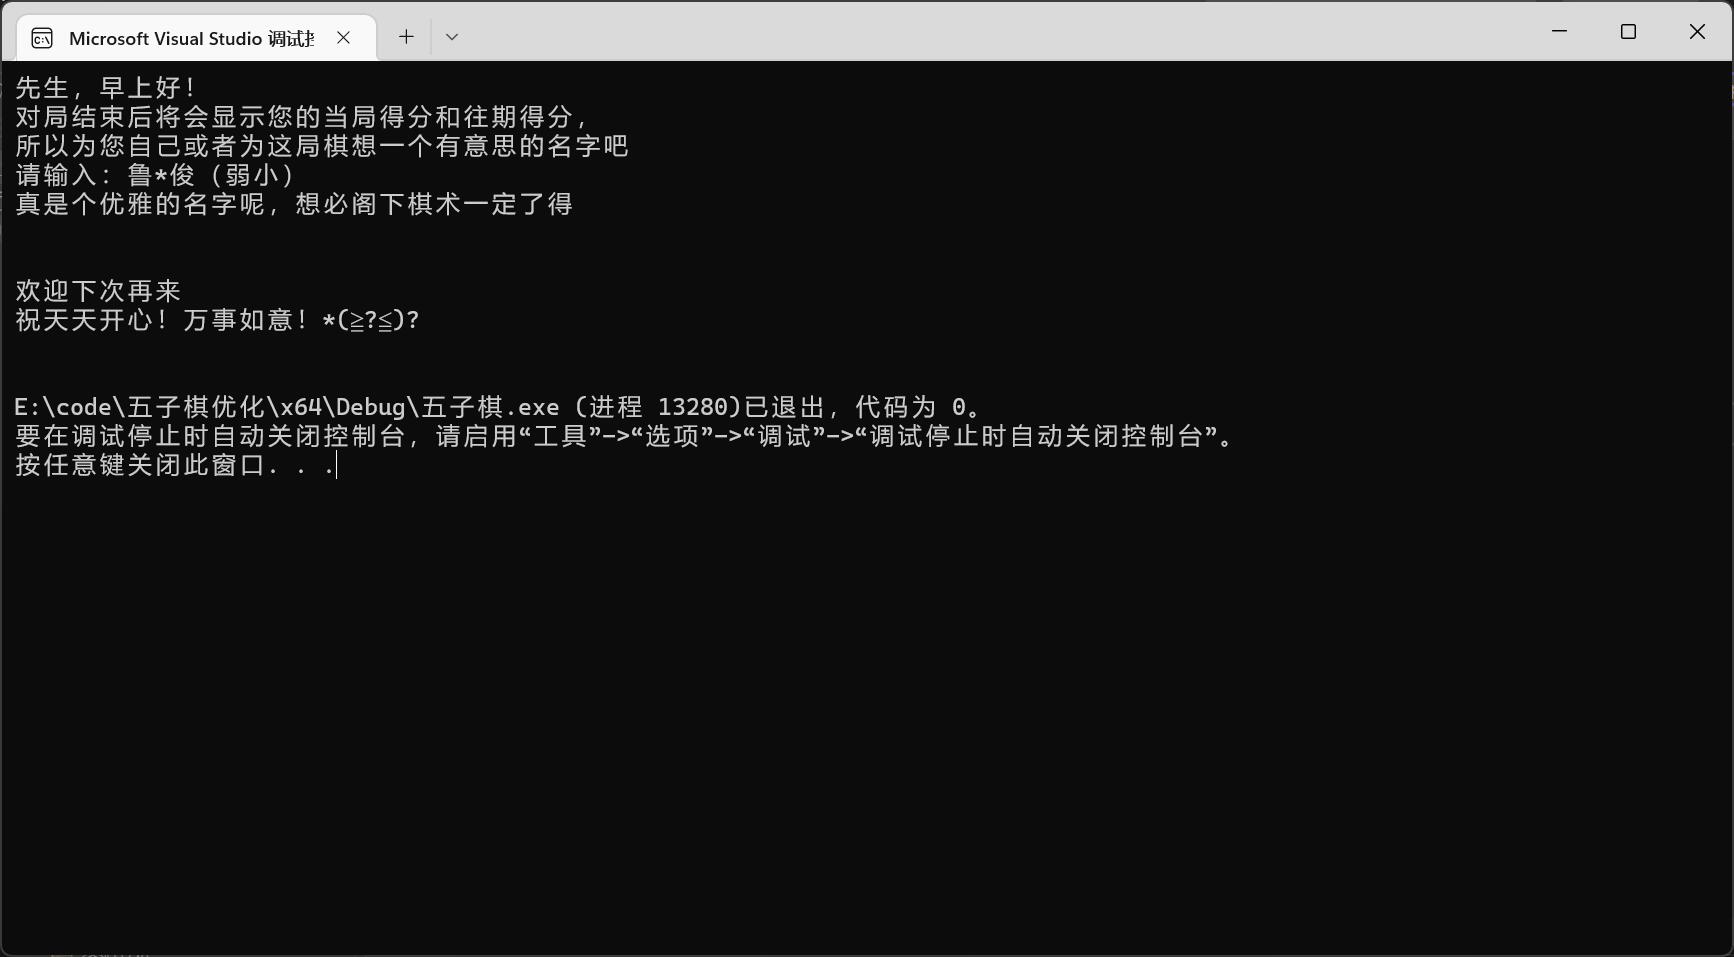 Microsoft Visual Studio 调试
先生，早上好！
对局结束后将会显示您的当局得分和往期得分，
所以为您自己或者为这局棋想一个有意思的名字吧
请输入：鲁*俊（弱小）
真是个优雅的名字呢，想必阁下棋术一定了得
欢迎下次再来
祝天天开心！万事如意！*(≧?≦)?
E:\code\五子棋优化\x64\Debug\五子棋.exe (进程 13280)已退出，代码为 0。
要在调试停止时自动关闭控制台，请启用“工具”->“选项”->“调试”->“调试停止时自动关闭控制台”。
按任意键关闭此窗口. . .